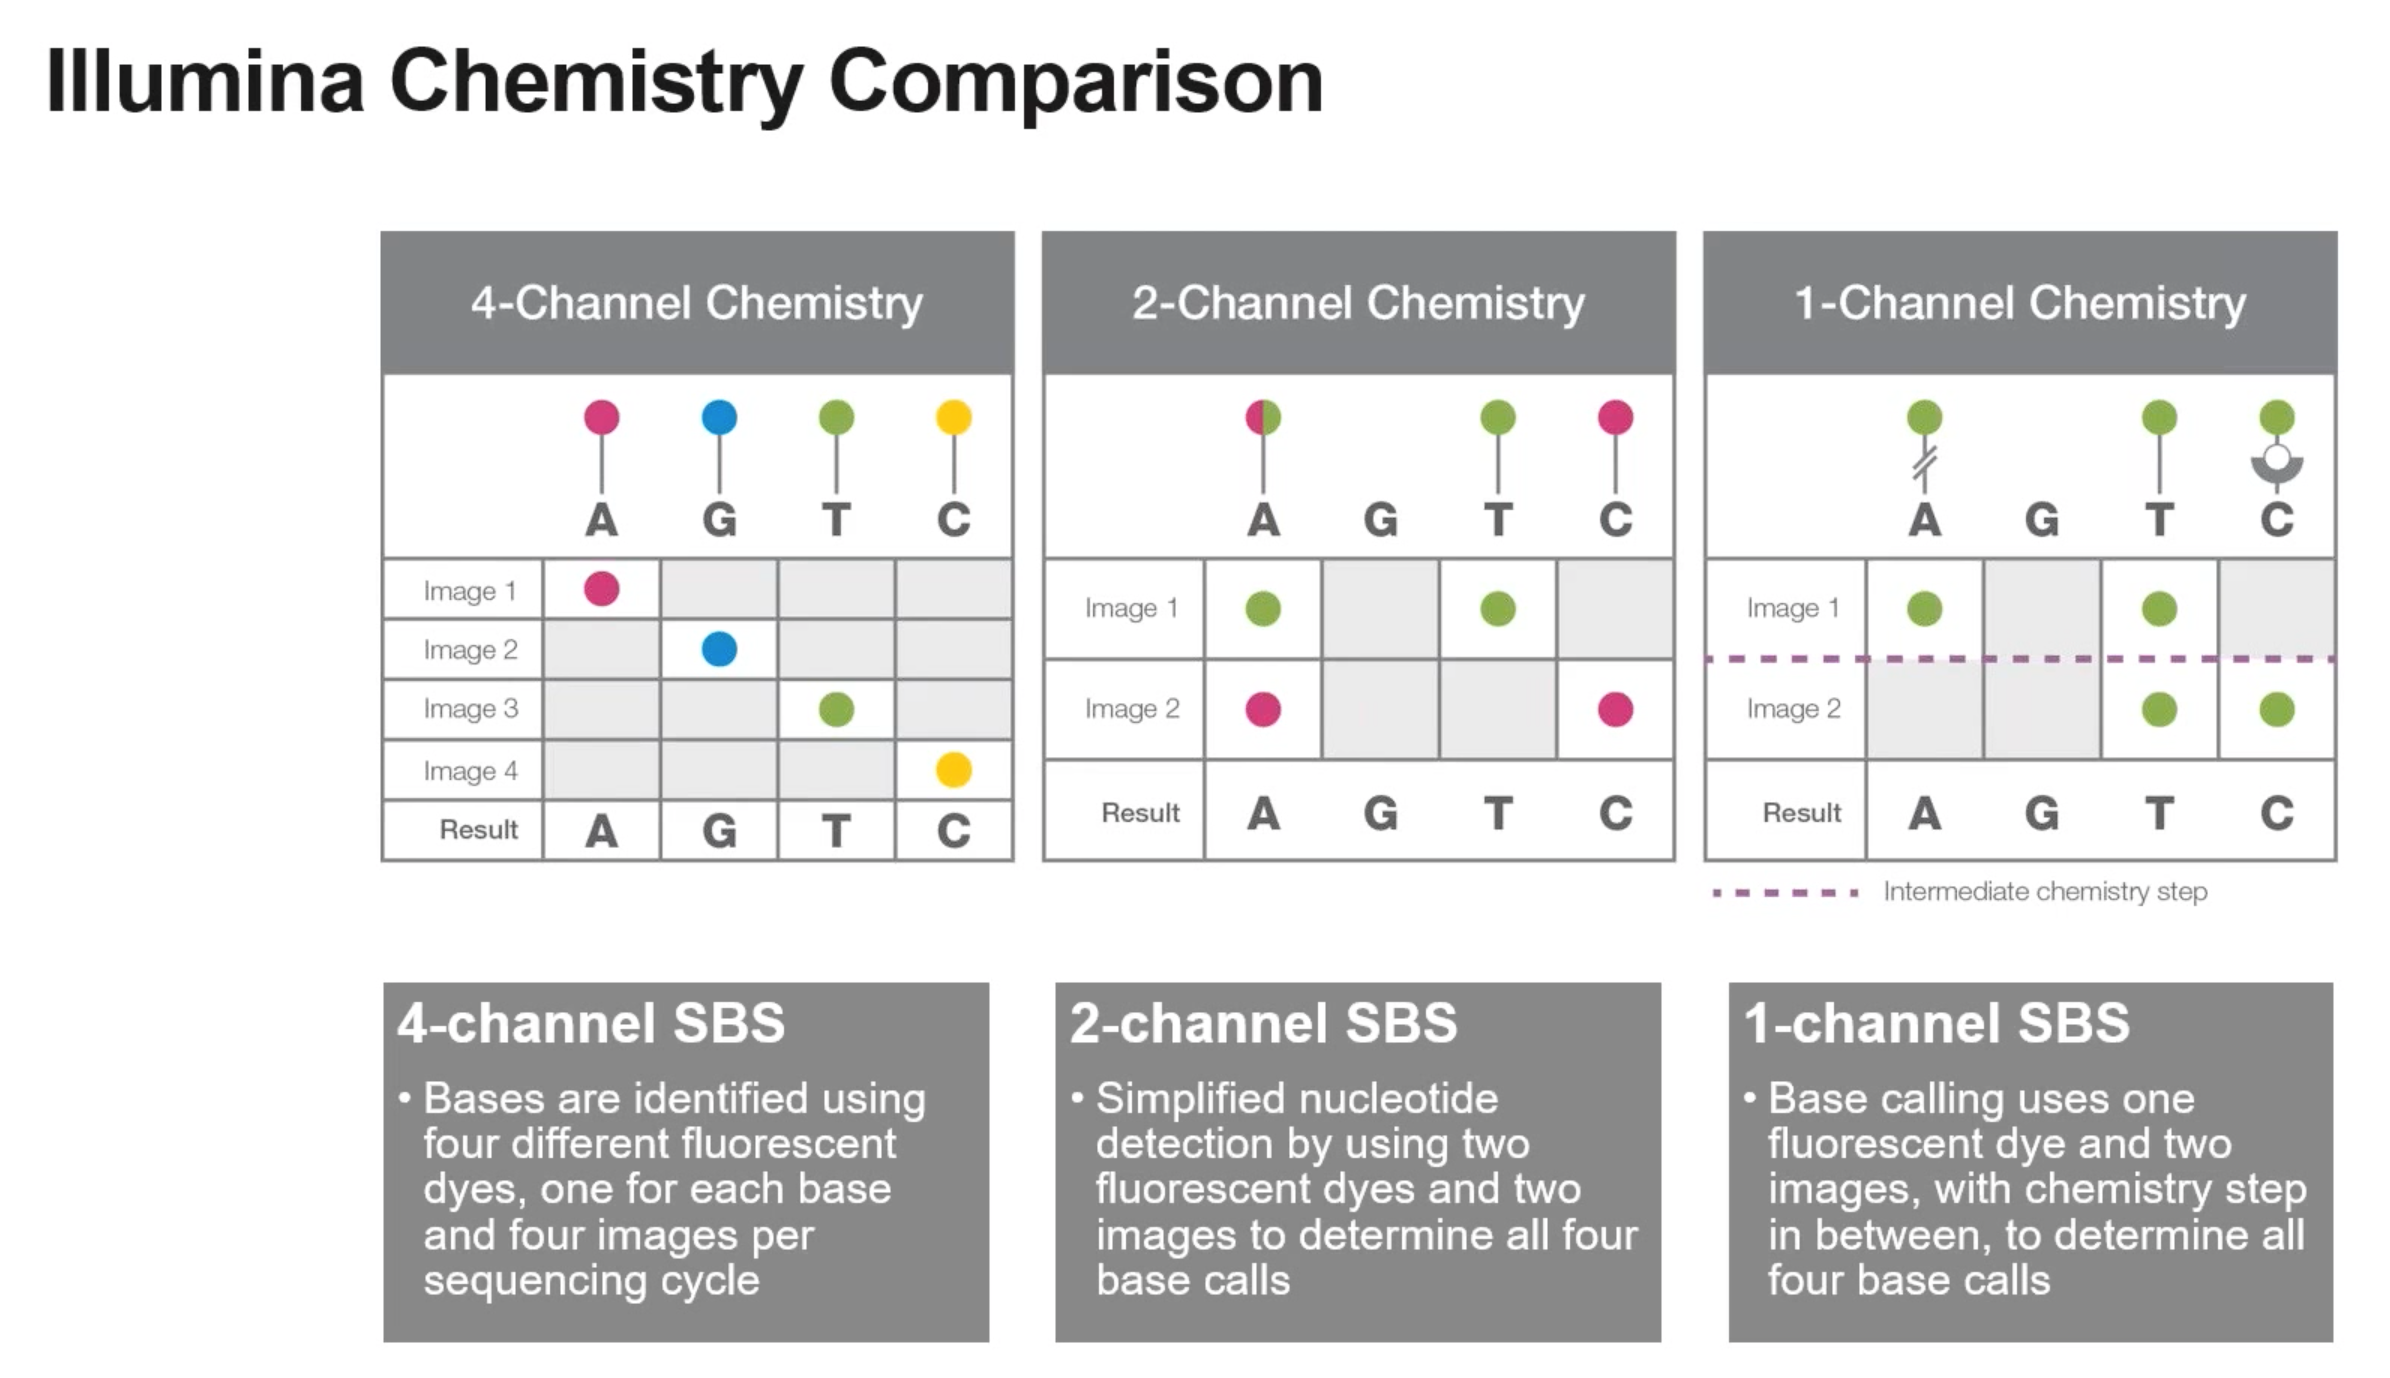 Illumina Chemistry Comparison
4-Channel Chemistry
A G T C
Image 1
Image 2
Image 3
Image 4
Result A G T C
2-Channel Chemistry
A G T C
Image 1
Image 2
Result A G T C
1-Channel Chemistry
A G T C
Image 1
Image 2
Result A G T C
Intermediate chemistry step
4-channel SBS
• Bases are identified using
four different fluorescent
dyes, one for each base
and four images per
sequencing cycle
2-channel SBS
• Simplified nucleotide
detection by using two
fluorescent dyes and two
images to determine all four
base calls
1-channel SBS
• Base calling uses one
fluorescent dye and two
images, with chemistry step
in between, to determine all
four base calls